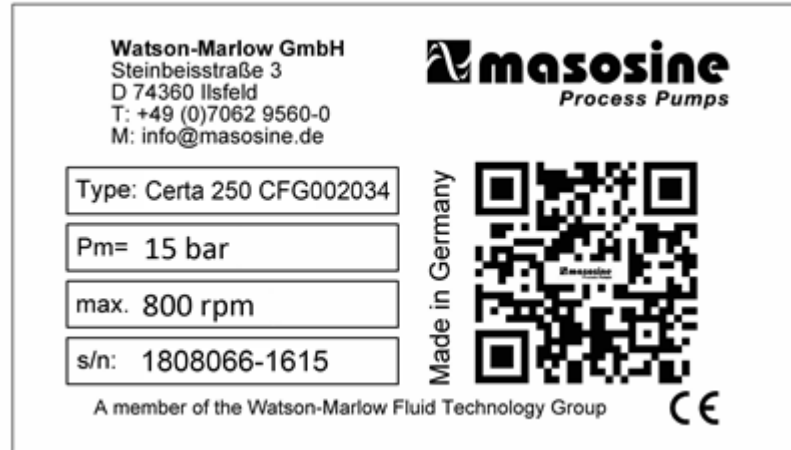 Watson-Marlow GmbH
Steinbeisstraße 3
D 74360 Ilsfeld
T: +49 (0)7062 9560-0
M: info@masosine.de
masosine
Process Pumps
Type: Certa 250 CFG002034
Pm= 15 bar
max. 800 rpm
s/n: 1808066-1615
Made in Germany
masosine
A member of the Watson-Marlow Fluid Technology Group
CE